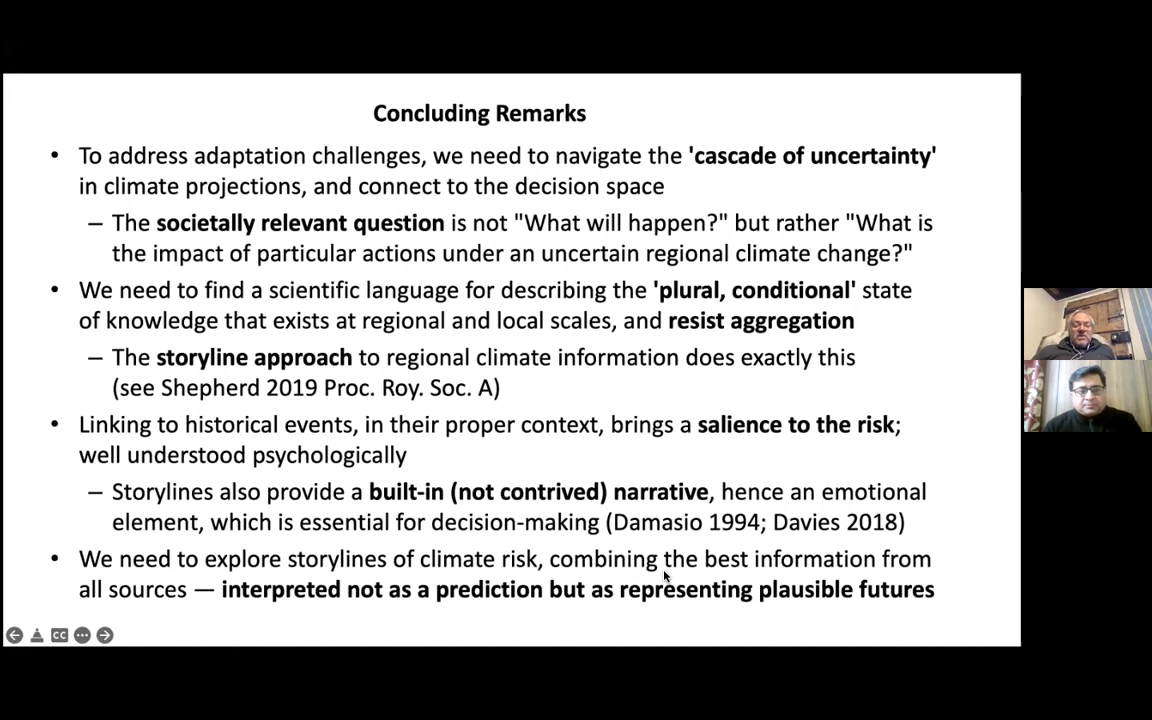 Concluding Remarks
• To address adaptation challenges, we need to navigate the 'cascade of uncertainty'
in climate projections, and connect to the decision space
– The societally relevant question is not "What will happen?" but rather "What is
the impact of particular actions under an uncertain regional climate change?"
• We need to find a scientific language for describing the 'plural, conditional' state
of knowledge that exists at regional and local scales, and resist aggregation
– The storyline approach to regional climate information does exactly this
(see Shepherd 2019 Proc. Roy. Soc. A)
• Linking to historical events, in their proper context, brings a salience to the risk;
well understood psychologically
– Storylines also provide a built-in (not contrived) narrative, hence an emotional
element, which is essential for decision-making (Damasio 1994; Davies 2018)
• We need to explore storylines of climate risk, combining the best information from
all sources — interpreted not as a prediction but as representing plausible futures
CC